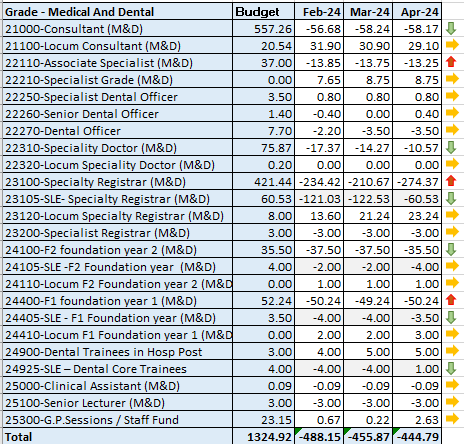 Grade - Medical And Dental Budget Feb-24 Mar-24 Apr-24
21000-Consultant (M&D) 557.26 -56.68 -58.24 -58.17
21100-Locum Consultant (M&D) 20.54 31.90 30.90 29.10
22110-Associate Specialist (M&D) 37.00 -13.85 -13.75 -13.25
22210-Specialist Grade (M&D) 0.00 7.65 8.75 8.75
22250-Specialist Dental Officer 3.50 0.80 0.80 0.80
22260-Senior Dental Officer 1.40 -0.40 0.00 0.40
22270-Dental Officer 7.70 -2.20 -3.50 -3.50
22310-Speciality Doctor (M&D) 75.87 -17.37 -14.27 -10.57
22320-Locum Speciality Doctor (M&D) 0.20 0.00 0.00 0.00
23100-Specialty Registrar (M&D) 421.44 -234.42 -210.67 -274.37
23105-SLE- Specialty Registrar (M&D) 60.53 -121.03 -122.53 -60.53
23120-Locum Specialty Registrar (M&D) 8.00 13.60 21.24 23.24
23200-Specialist Registrar (M&D) 3.00 -3.00 -3.00 -3.00
24100-F2 foundation year 2 (M&D) 35.50 -37.50 -37.50 -35.50
24105-SLE -F2 Foundation year (M&D) 4.00 -2.00 -2.00 -4.00
24110-Locum F2 Foundation year 2 (M&D) 0.00 1.00 1.00 1.00
24400-F1 foundation year 1 (M&D) 52.24 -50.24 -49.24 -50.24
24405-SLE - F1 Foundation year (M&D) 3.50 -4.00 -4.00 -3.50
24410-Locum F1 Foundation year 1 (M&D 0.00 2.00 2.00 3.00
24900-Dental Trainees in Hosp Post 3.00 4.00 5.00 5.00
24925-SLE – Dental Core Trainees 4.00 -4.00 -4.00 1.00
25000-Clinical Assistant (M&D) 0.09 -0.09 -0.09 -0.09
25100-Senior Lecturer (M&D) 3.00 -3.00 -3.00 -3.00
25300-G.P.Sessions / Staff Fund 23.15 0.67 0.22 2.63
Total 1324.92 -488.15 -455.87 -444.79